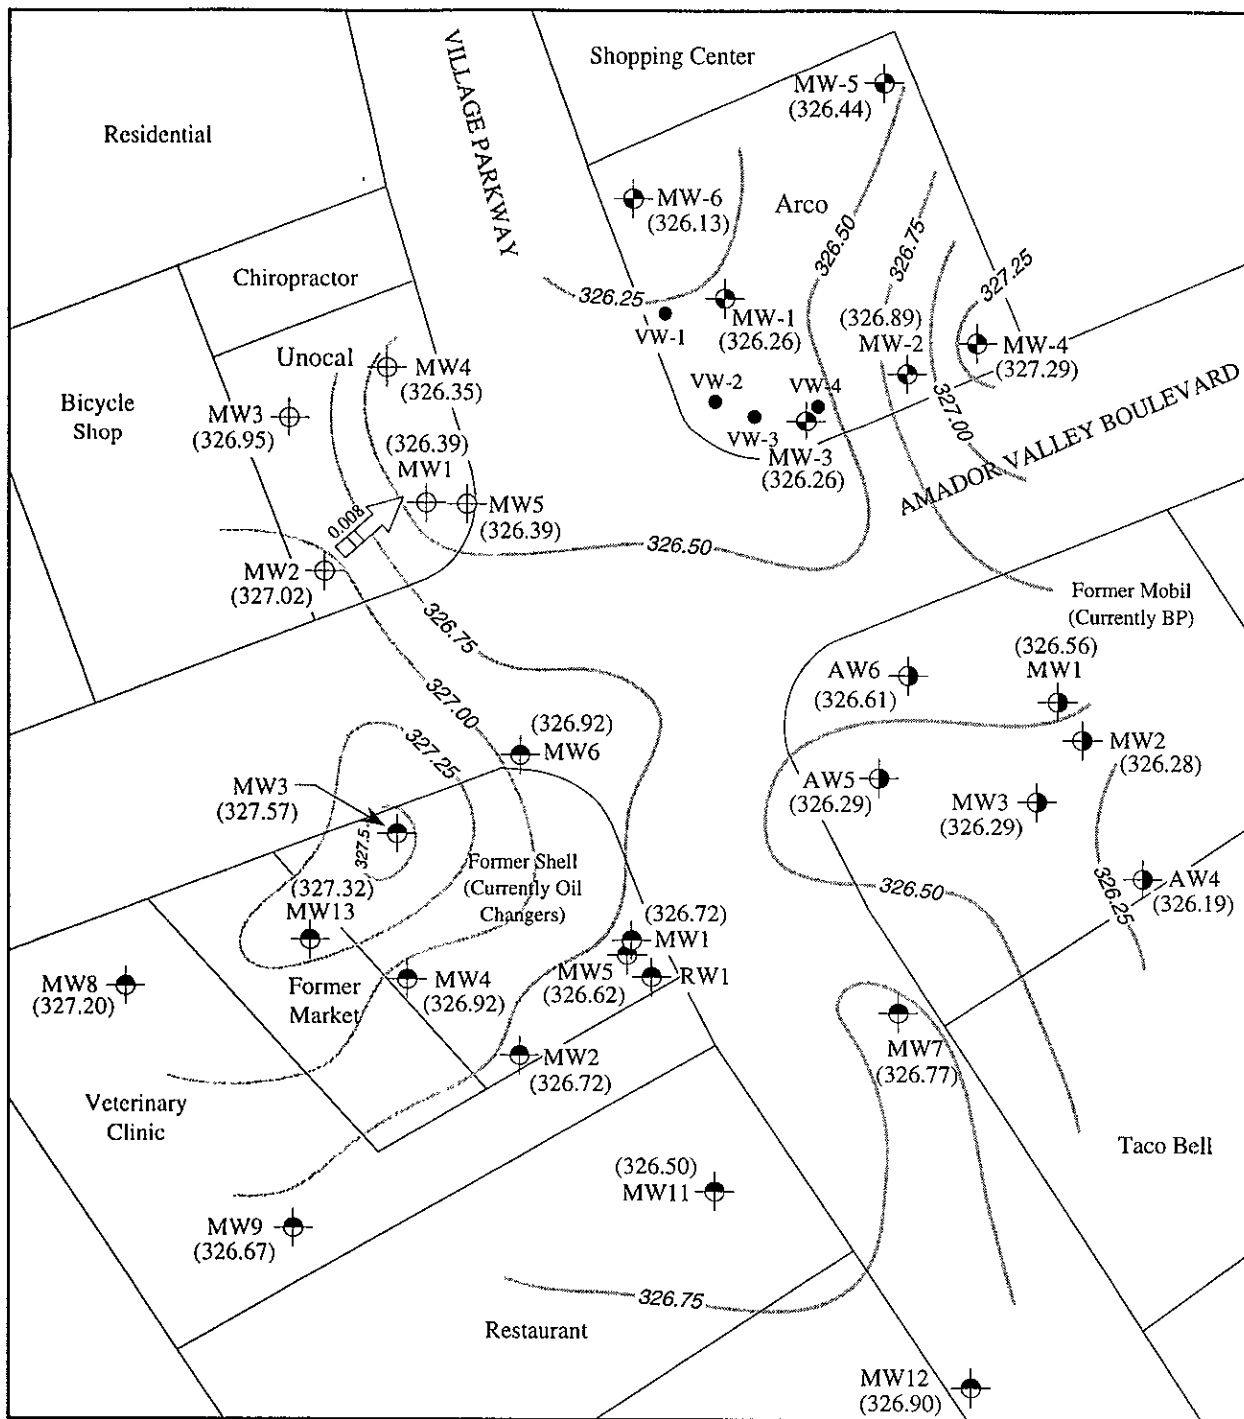 Shopping Center
MW-5
(326.44)
VILLAGE PARKWAY
Residential
MW-6
(326.13)
Arco
326.50
326.75
327.25
Chiropractor
326.25
VW-1
MW-1
(326.26)
(326.89)
MW-2
MW-4
(327.29)
Unocal
MW4
(326.35)
VW-2
VW-4
VW-3
MW-3
(326.26)
327.00
AMADOR VALLEY BOULEVARD
Bicycle
Shop
MW3
(326.95)
(326.39)
MW1
MW5
(326.39)
0.008
326.50
MW2
(327.02)
326.75
Former Mobil
(Currently BP)
(326.56)
MW1
AW6
(326.61)
327.00
(326.92)
MW6
327.25
MW2
(326.28)
AW5
(326.29)
MW3
(326.29)
MW3
(327.57)
327.5
Former Shell
(Currently Oil
Changers)
(327.32)
MW13
326.50
326.25
AW4
(326.19)
(326.72)
MW1
MW5
(326.62)
RW1
MW8
(327.20)
Former
Market
MW4
(326.92)
MW2
(326.72)
MW7
(326.77)
Veterinary
Clinic
Taco Bell
(326.50)
MW11
MW9
(326.67)
326.75
Restaurant
MW12
(326.90)